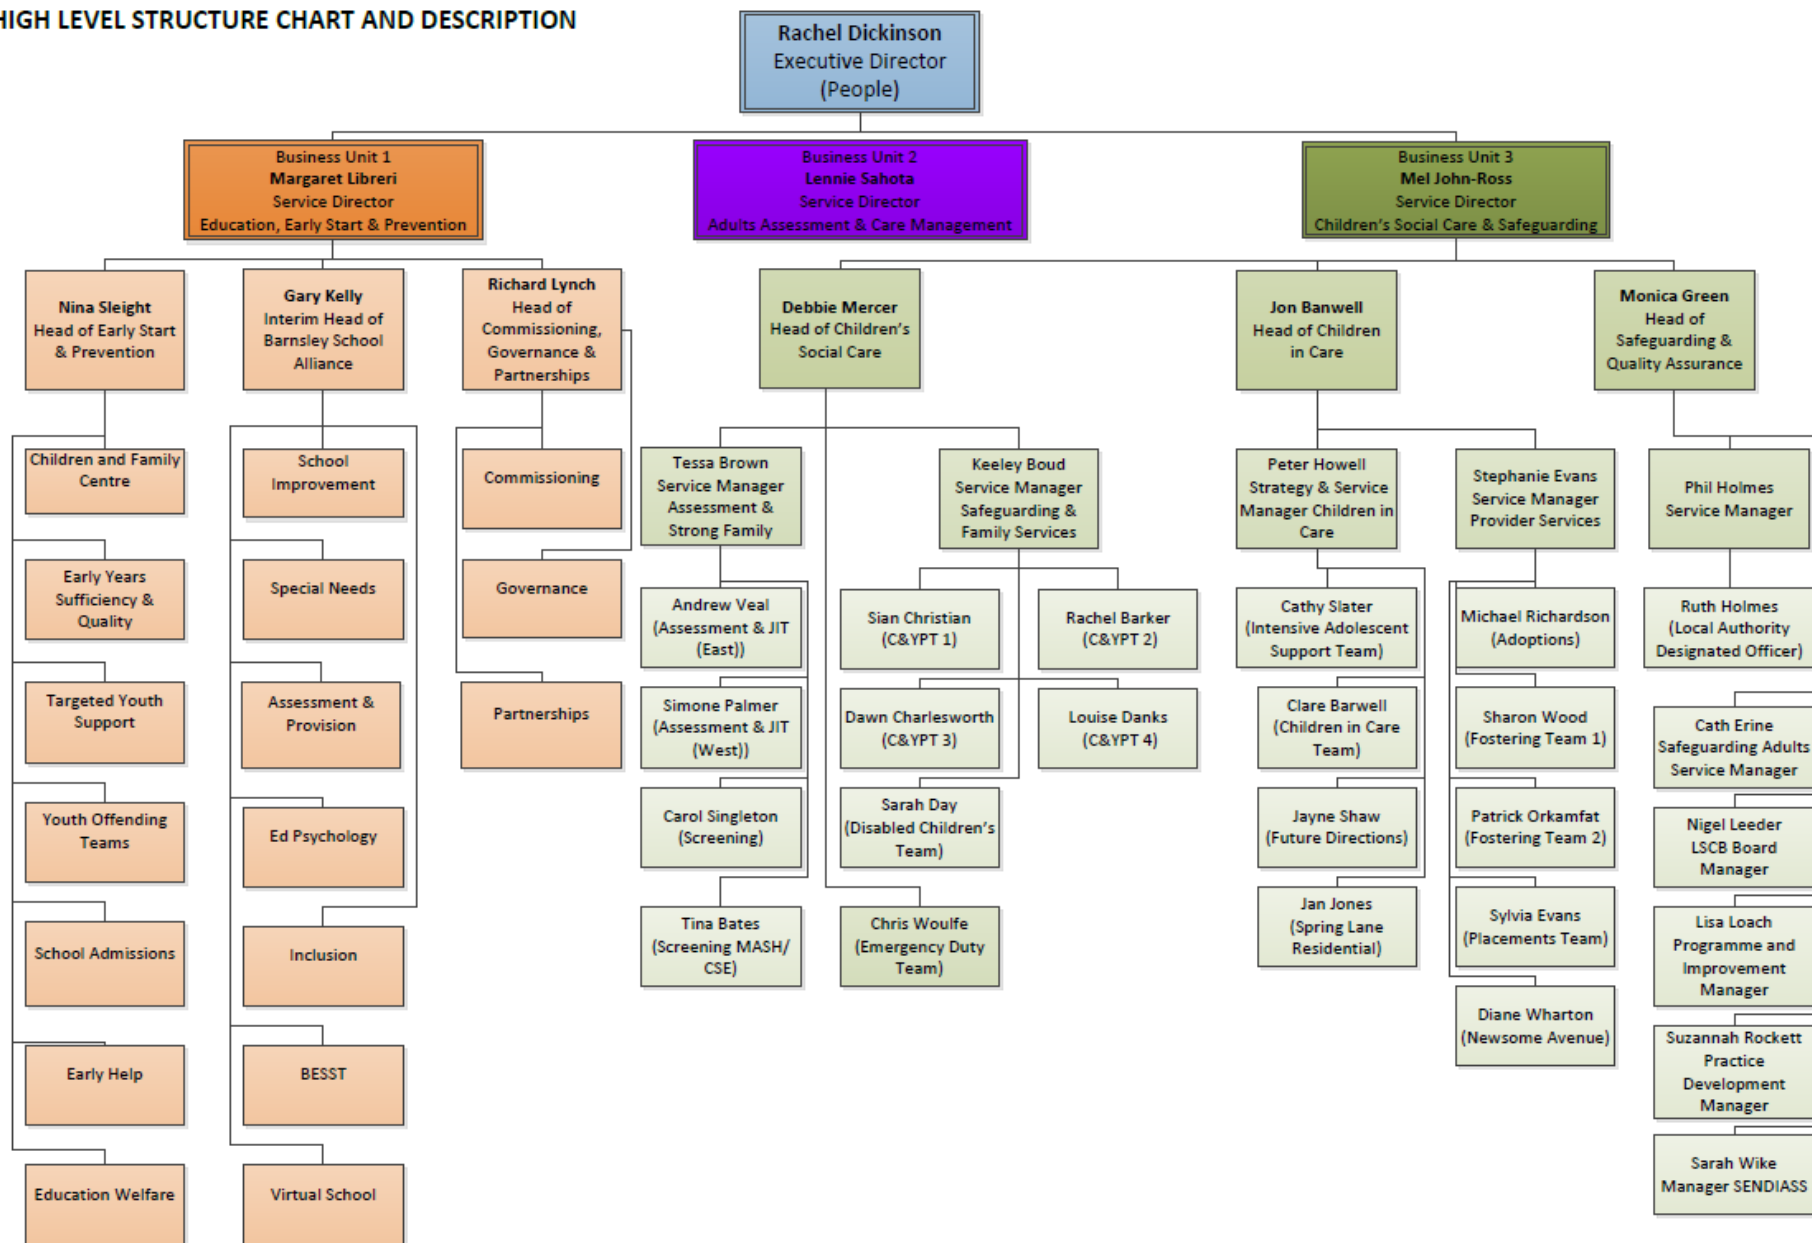 HIGH LEVEL STRUCTURE CHART AND DESCRIPTION
Rachel Dickinson
Executive Director
(People)
Business Unit 1
Margaret Libreri
Service Director
Education, Early Start & Prevention
Business Unit 2
Lennie Sahota
Service Director
Adults Assessment & Care Management
Business Unit 3
Mel John-Ross
Service Director
Children's Social Care & Safeguarding
Nina Sleight
Head of Early Start
& Prevention
Gary Kelly
Interim Head of
Barnsley School
Alliance
Richard Lynch
Head of
Commissioning,
Governance &
Partnerships
Debbie Mercer
Head of Children's
Social Care
Jon Banwell
Head of Children
in Care
Monica Green
Head of
Safeguarding &
Quality Assurance
Children and Family
Centre
Early Years
Sufficiency &
Quality
Targeted Youth
Support
Youth Offending
Teams
School Admissions
Early Help
Education Welfare
School
Improvement
Special Needs
Assessment &
Provision
Ed Psychology
Inclusion
BESST
Virtual School
Commissioning
Governance
Partnerships
Tessa Brown
Service Manager
Assessment &
Strong Family
Andrew Veal
(Assessment & JIT
(East))
Simone Palmer
(Assessment & JIT
(West))
Carol Singleton
(Screening)
Tina Bates
(Screening MASH/
CSE)
Keeley Boud
Service Manager
Safeguarding &
Family Services
Sian Christian
(C&YPT 1)
Rachel Barker
(C&YPT 2)
Dawn Charlesworth
(C&YPT 3)
Louise Danks
(C&YPT 4)
Sarah Day
(Disabled Children's
Team)
Chris Woulfe
(Emergency Duty
Team)
Peter Howell
Strategy & Service
Manager Children in
Care
Cathy Slater
(Intensive Adolescent
Support Team)
Clare Barwell
(Children in Care
Team)
Jayne Shaw
(Future Directions)
Jan Jones
(Spring Lane
Residential)
Stephanie Evans
Service Manager
Provider Services
Michael Richardson
(Adoptions)
Sharon Wood
(Fostering Team 1)
Patrick Orkamfat
(Fostering Team 2)
Sylvia Evans
(Placements Team)
Diane Wharton
(Newsome Avenue)
Phil Holmes
Service Manager
Ruth Holmes
(Local Authority
Designated Officer)
Cath Erine
Safeguarding Adults
Service Manager
Nigel Leeder
LSCB Board
Manager
Lisa Loach
Programme and
Improvement
Manager
Suzannah Rockett
Practice
Development
Manager
Sarah Wike
Manager SENDIASS